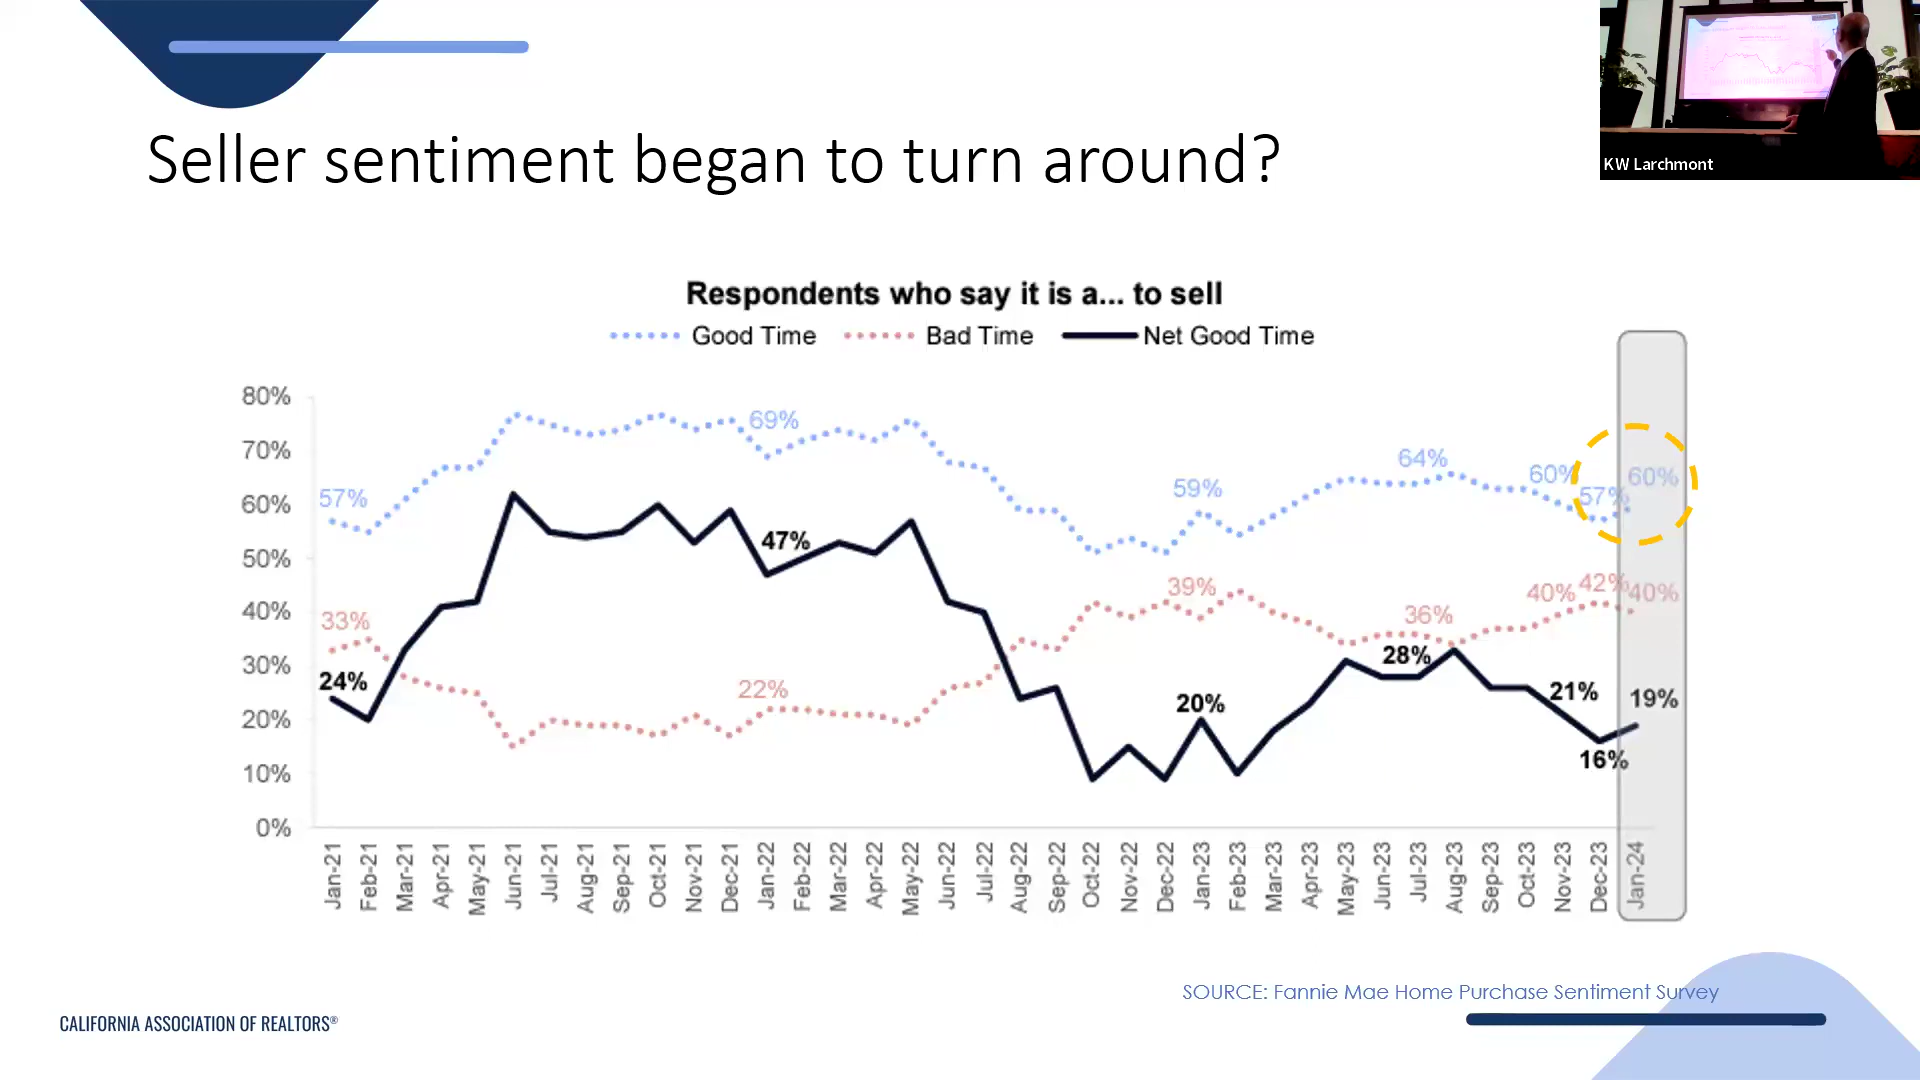 KW Larchmont
Seller sentiment began to turn around?
Respondents who say it is a... to sell
Good Time Bad Time Net Good Time
80%
70%
60%
50%
40%
30%
20%
10%
0%
57%
69%
59%
64%
60%
57%
60%
33%
22%
39%
36%
40%
42%
40%
24%
47%
20%
28%
21%
16%
19%
Jan-21
Feb-21
Mar-21
Apr-21
May-21
Jun-21
Jul-21
Aug-21
Sep-21
Oct-21
Nov-21
Dec-21
Jan-22
Feb-22
Mar-22
Apr-22
May-22
Jun-22
Jul-22
Aug-22
Sep-22
Oct-22
Nov-22
Dec-22
Jan-23
Feb-23
Mar-23
Apr-23
May-23
Jun-23
Jul-23
Aug-23
Sep-23
Oct-23
Nov-23
Dec-23
Jan-24
SOURCE: Fannie Mae Home Purchase Sentiment Survey
CALIFORNIA ASSOCIATION OF REALTORS®